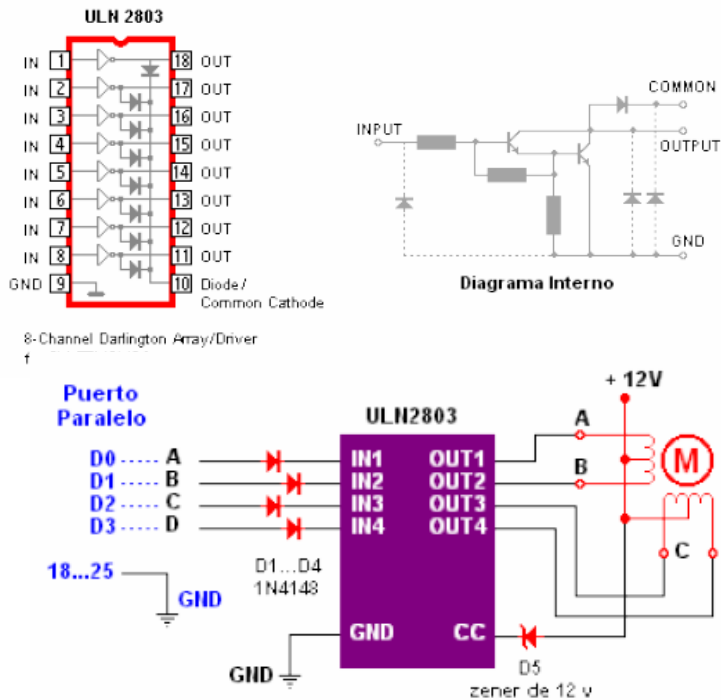 ULN 2803
IN 1 18 OUT
IN 2 17 OUT
IN 3 16 OUT
IN 4 15 OUT
IN 5 14 OUT
IN 6 13 OUT
IN 7 12 OUT
IN 8 11 OUT
GND 9 10 Diode/
Common Cathode
8-Channel Darlington Array/Driver
f
COMMON
INPUT
OUTPUT
GND
Diagrama Interno
Puerto
Paralelo
ULN2803
+ 12V
D0 ..... A IN1 OUT1 A
D1 ..... B IN2 OUT2 B
D2 ..... C IN3 OUT3
D3 ..... D IN4 OUT4
M
C
D1...D4
1N4148
18...25
GND
GND CC
GND
D5
zener de 12 v